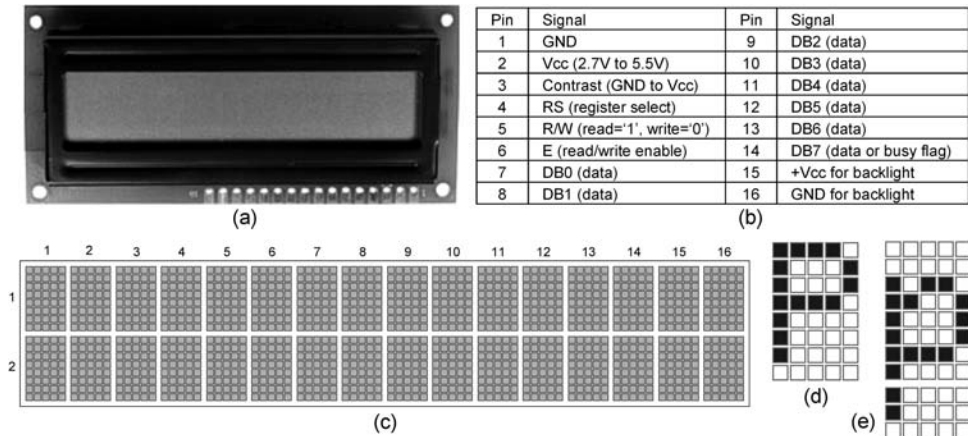 (a)
Pin Signal Pin Signal
1 GND 9 DB2 (data)
2 Vcc (2.7V to 5.5V) 10 DB3 (data)
3 Contrast (GND to Vcc) 11 DB4 (data)
4 RS (register select) 12 DB5 (data)
5 R/W (read=‘1’, write=‘0’) 13 DB6 (data)
6 E (read/write enable) 14 DB7 (data or busy flag)
7 DB0 (data) 15 +Vcc for backlight
8 DB1 (data) 16 GND for backlight
(b)
1 2 3 4 5 6 7 8 9 10 11 12 13 14 15 16
1
2
(c)
(d)
(e)